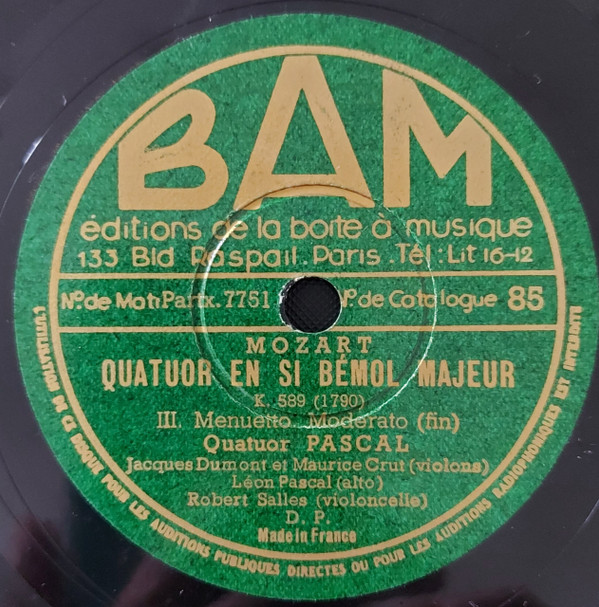 BAM
éditions de la boîte à musique
133 Bld Raspail. Paris. Tél: Lit 16-12
No. de Matr. Partx. 7751 No. de Catalogue 85
MOZART
QUATUOR EN SI BÉMOL MAJEUR
K. 589 (1790)
III. Menuetto. Moderato (fin)
Quatuor PASCAL
Jacques Dumont et Maurice Crut (violons)
Léon Pascal (alto)
Robert Salles (violoncelle)
D. P.
Made in France
L'UTILISATION DE CE DISQUE POUR LES AUDITIONS PUBLIQUES DIRECTES OU POUR LES AUDITIONS RADIOPHONIQUES EST INTERDITE